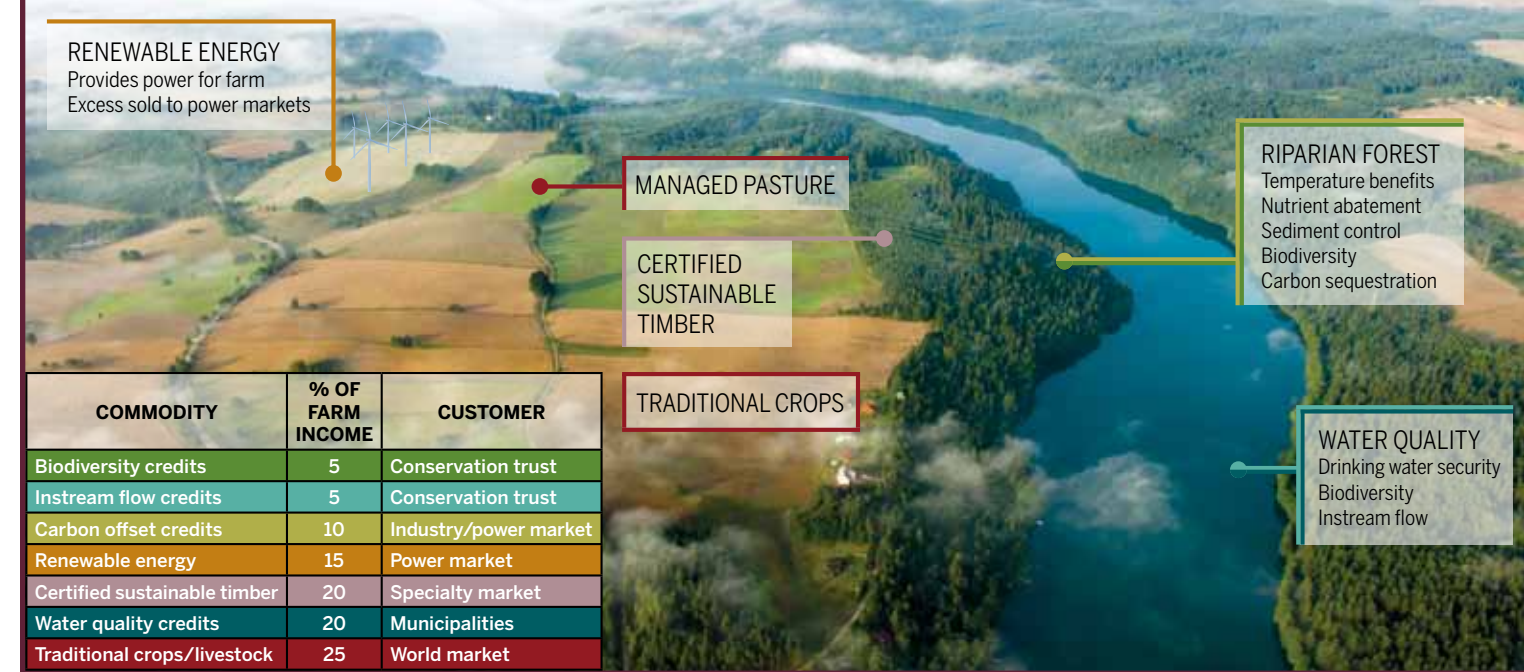 RENEWABLE ENERGY
Provides power for farm
Excess sold to power markets
MANAGED PASTURE
CERTIFIED
SUSTAINABLE
TIMBER
TRADITIONAL CROPS
RIPARIAN FOREST
Temperature benefits
Nutrient abatement
Sediment control
Biodiversity
Carbon sequestration
WATER QUALITY
Drinking water security
Biodiversity
Instream flow
COMMODITY
% OF
FARM
INCOME
CUSTOMER
Biodiversity credits 5 Conservation trust
Instream flow credits 5 Conservation trust
Carbon offset credits 10 Industry/power market
Renewable energy 15 Power market
Certified sustainable timber 20 Specialty market
Water quality credits 20 Municipalities
Traditional crops/livestock 25 World market